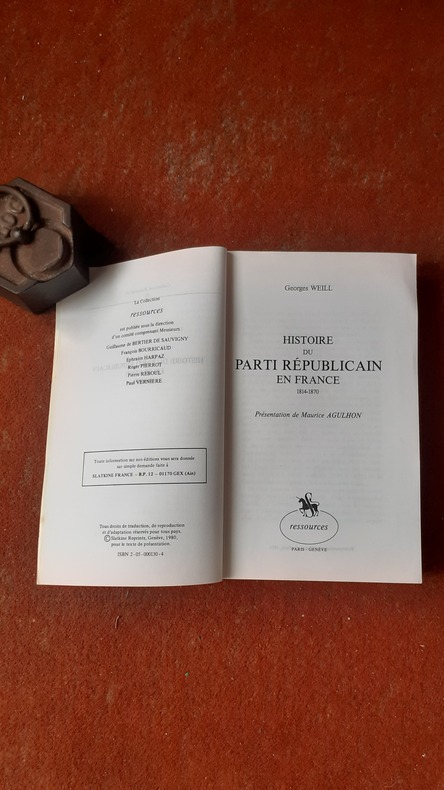 La Collection
ressources
est publiée sous la direction
d'un comité comprenant Messieurs :
Guillaume de BERTIER DE SAUVIGNY
François BOURRICAUD
Ephraïm HARPAZ
Roger PIERROT
Pierre REBOUL
Paul VERNIERE
Toute information sur nos éditions vous sera donnée
sur simple demande faite à
SLATKINE FRANCE - B.P. 12 - 01170 GEX (Ain)
Tous droits de traduction, de reproduction
et d'adaptation réservés pour tous pays.
© Slatkine Reprints, Genève, 1980,
pour le texte de présentation.
ISBN 2-05-000130-4
Georges WEILL
HISTOIRE
DU
PARTI RÉPUBLICAIN
EN FRANCE
1814-1870
Présentation de Maurice AGULHON
ressources
PARIS - GENÈVE